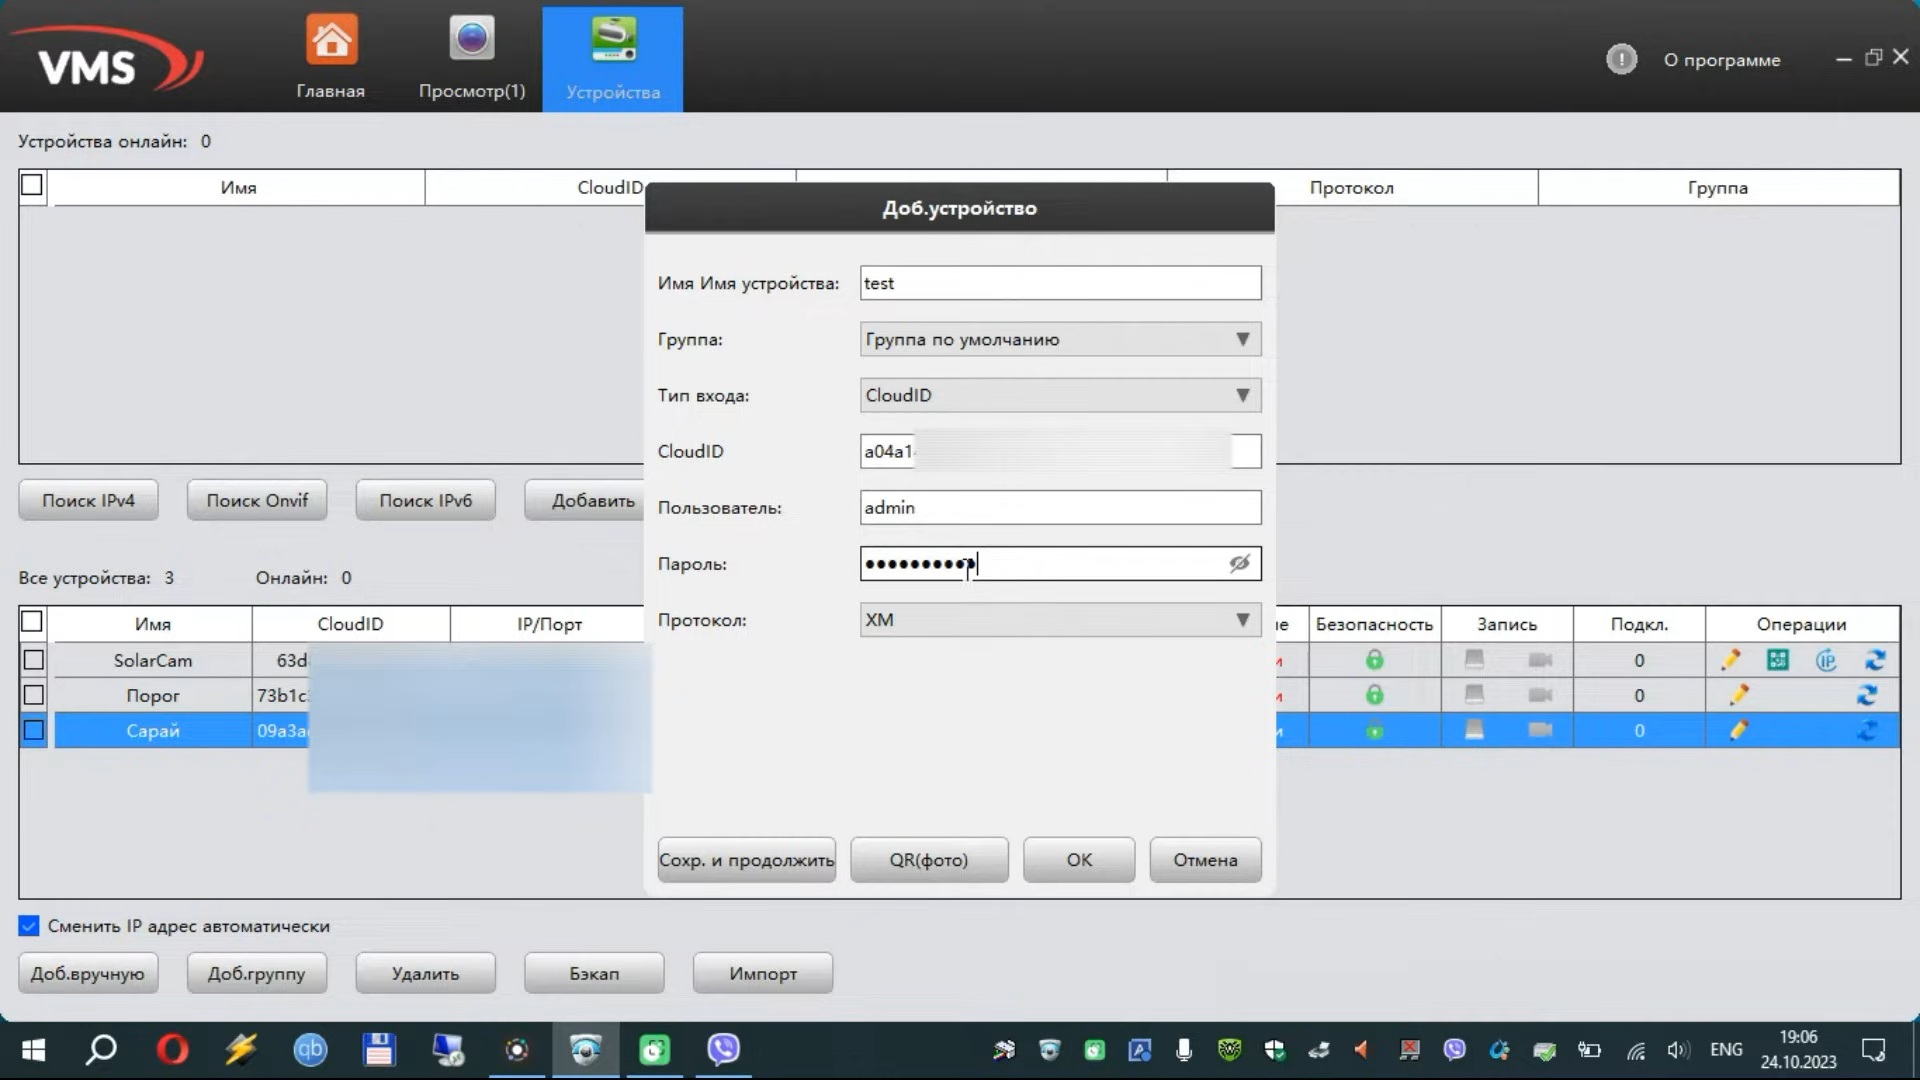 VMS
Главная
Просмотр(1)
Устройства
О программе
Устройства онлайн: 0
Имя
CloudID
Протокол
Группа
Доб.устройство
Имя Имя устройства: test
Группа: Группа по умолчанию
Тип входа: CloudID
CloudID
Пользователь: admin
Пароль: ●●●●●●●●●●
Протокол: XM
Сохр. и продолжить
QR(фото)
OK
Отмена
Поиск IPv4
Поиск Onvif
Поиск IPv6
Добавить
Все устройства: 3 Онлайн: 0
Имя
CloudID
IP/Порт
Безопасность
Запись
Подкл.
Операции
SolarCam 0 IP
Порог 0
Сарай 0
Сменить IP адрес автоматически
Доб.вручную
Доб.группу
Удалить
Бэкап
Импорт
qb
ENG
19:06
24.10.2023